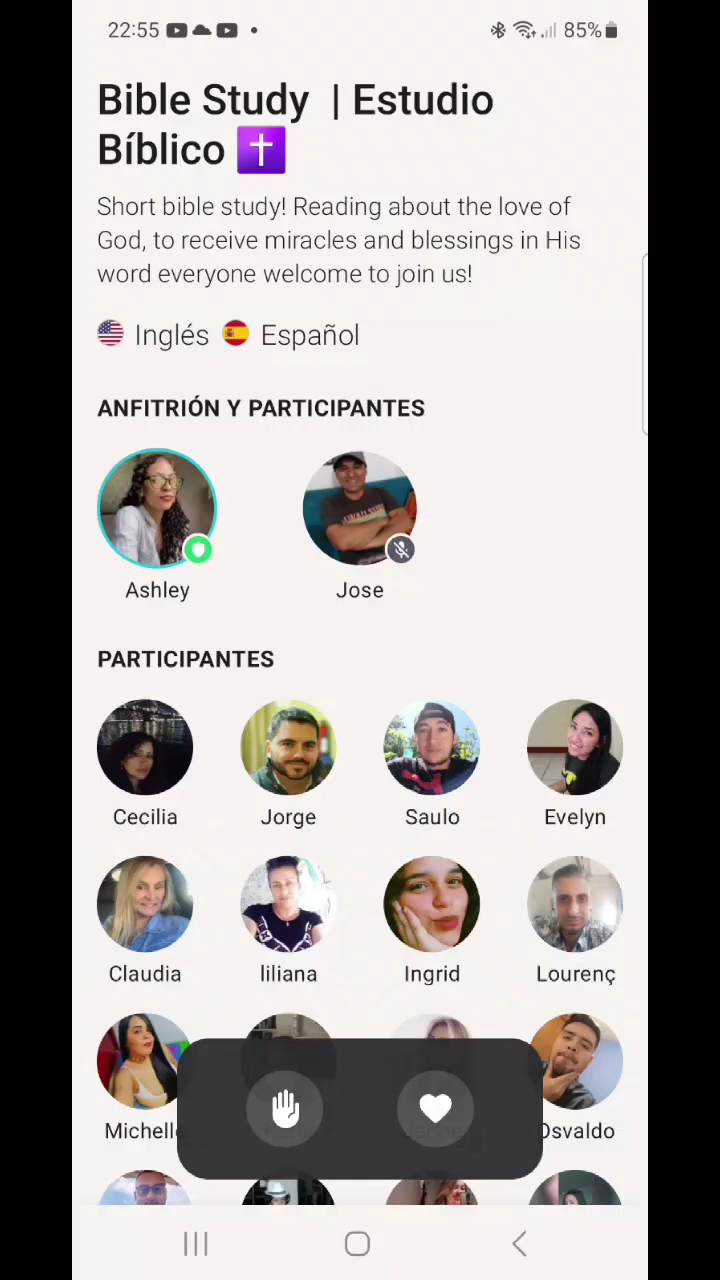 22:55
85%
Bible Study | Estudio
Bíblico
Short bible study! Reading about the love of
God, to receive miracles and blessings in His
word everyone welcome to join us!
Inglés Español
ANFITRIÓN Y PARTICIPANTES
Ashley Jose
PARTICIPANTES
Cecilia Jorge Saulo Evelyn
Claudia liliana Ingrid Lourenç
Michell Osvaldo